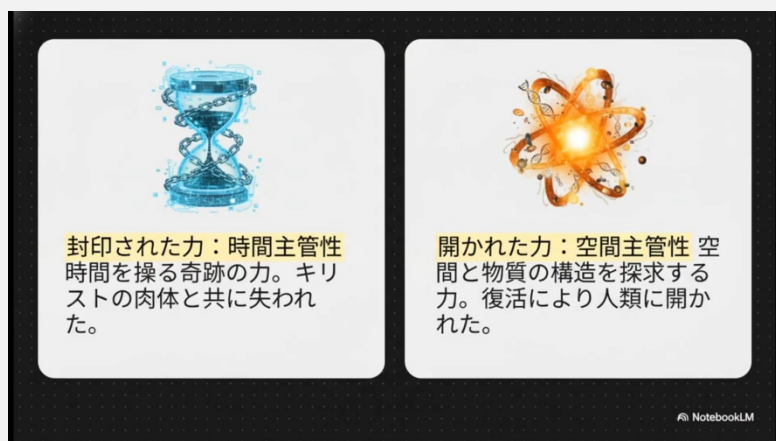 封印された力：時間主管性
時間を操る奇跡の力。キリ
ストの肉体と共に失われ
た。
開かれた力：空間主管性 空
間と物質の構造を探求する
力。復活により人類に開か
れた。
NotebookLM